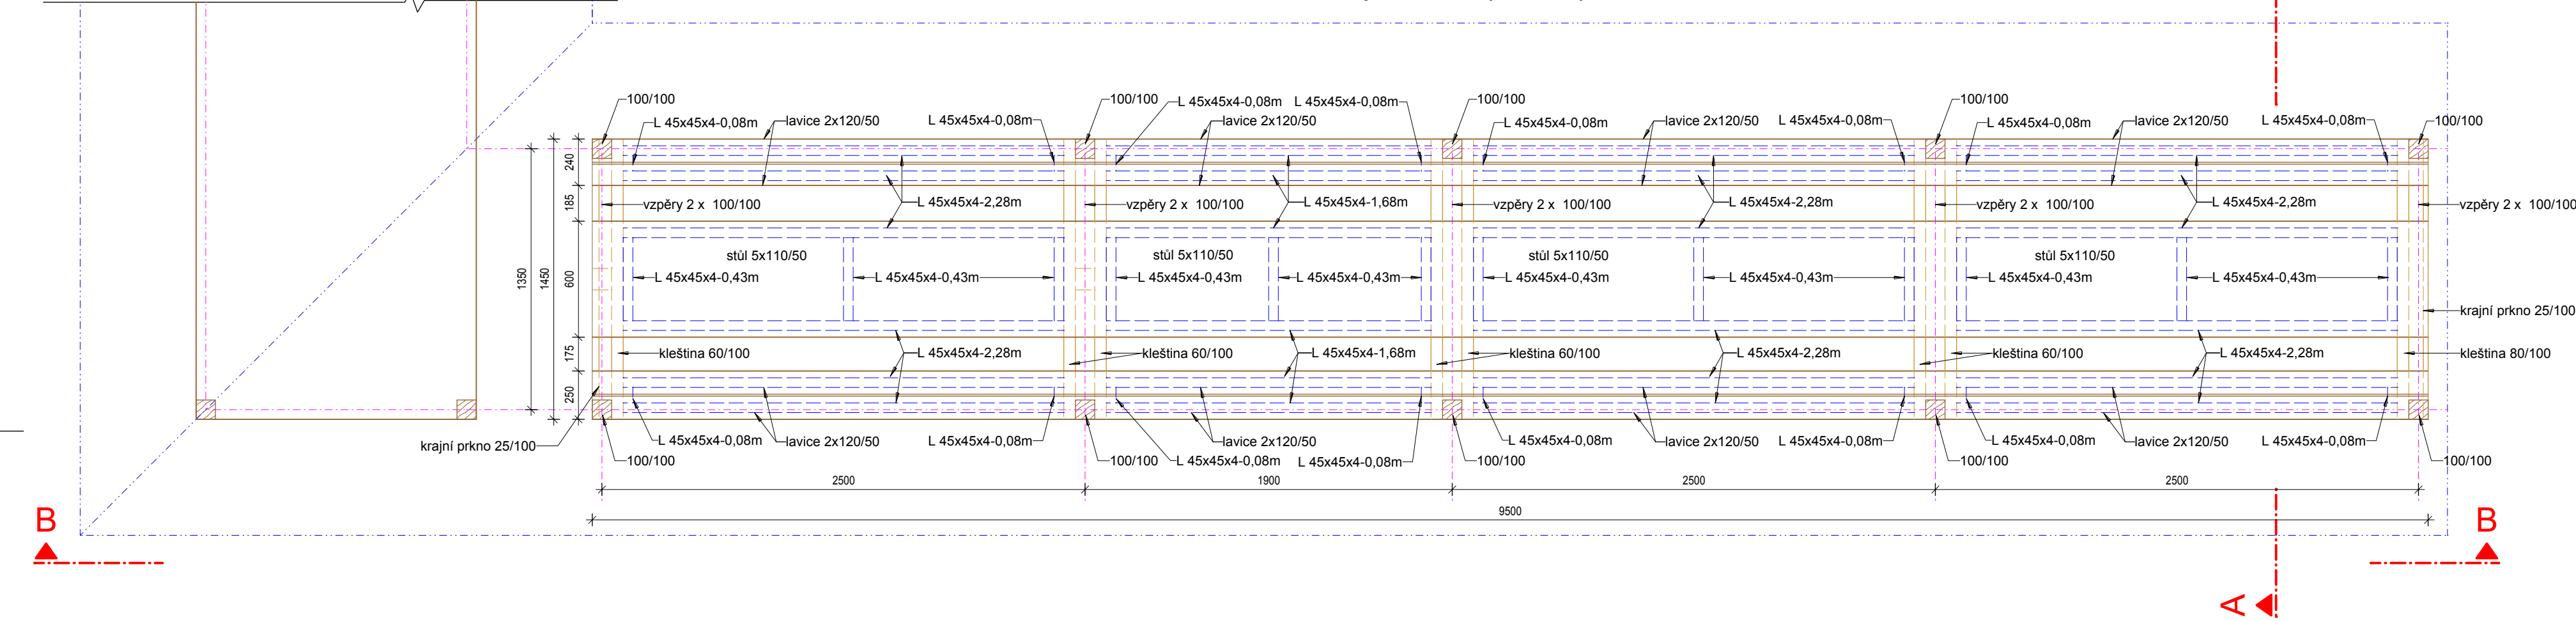 100/100 100/100 100/100 100/100
L 45x45x4-0,08m L 45x45x4-0,08m
L 45x45x4-0,08m lavice 2x120/50 L 45x45x4-0,08m lavice 2x120/50 L 45x45x4-0,08m lavice 2x120/50 L 45x45x4-0,08m L 45x45x4-0,08m lavice 2x120/50 L 45x45x4-0,08m 100/100
240
185
vzpěry 2 x 100/100 L 45x45x4-2,28m vzpěry 2 x 100/100 L 45x45x4-1,68m vzpěry 2 x 100/100 L 45x45x4-2,28m vzpěry 2 x 100/100 L 45x45x4-2,28m vzpěry 2 x 100/100
stůl 5x110/50 stůl 5x110/50 stůl 5x110/50 stůl 5x110/50
1350 1450 600
L 45x45x4-0,43m L 45x45x4-0,43m L 45x45x4-0,43m L 45x45x4-0,43m L 45x45x4-0,43m L 45x45x4-0,43m L 45x45x4-0,43m L 45x45x4-0,43m
krajní prkno 25/100
175
kleština 60/100 L 45x45x4-2,28m kleština 60/100 L 45x45x4-1,68m kleština 60/100 L 45x45x4-2,28m kleština 60/100 L 45x45x4-2,28m kleština 80/100
250
krajní prkno 25/100 L 45x45x4-0,08m lavice 2x120/50 L 45x45x4-0,08m lavice 2x120/50 L 45x45x4-0,08m lavice 2x120/50 L 45x45x4-0,08m L 45x45x4-0,08m lavice 2x120/50 L 45x45x4-0,08m
100/100 100/100 L 45x45x4-0,08m L 45x45x4-0,08m 100/100 100/100 100/100
2500 1900 2500 2500
9500
B B
A